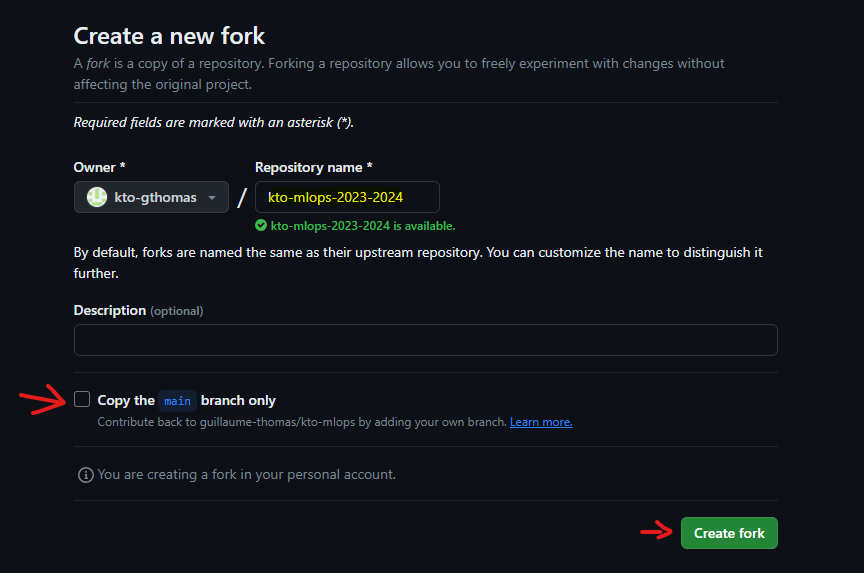 Create a new fork
A fork is a copy of a repository. Forking a repository allows you to freely experiment with changes without
affecting the original project.
Required fields are marked with an asterisk (*).
Owner * Repository name *
kto-gthomas / kto-mlops-2023-2024
kto-mlops-2023-2024 is available.
By default, forks are named the same as their upstream repository. You can customize the name to distinguish it
further.
Description (optional)
Copy the main branch only
Contribute back to guillaume-thomas/kto-mlops by adding your own branch. Learn more.
You are creating a fork in your personal account.
Create fork